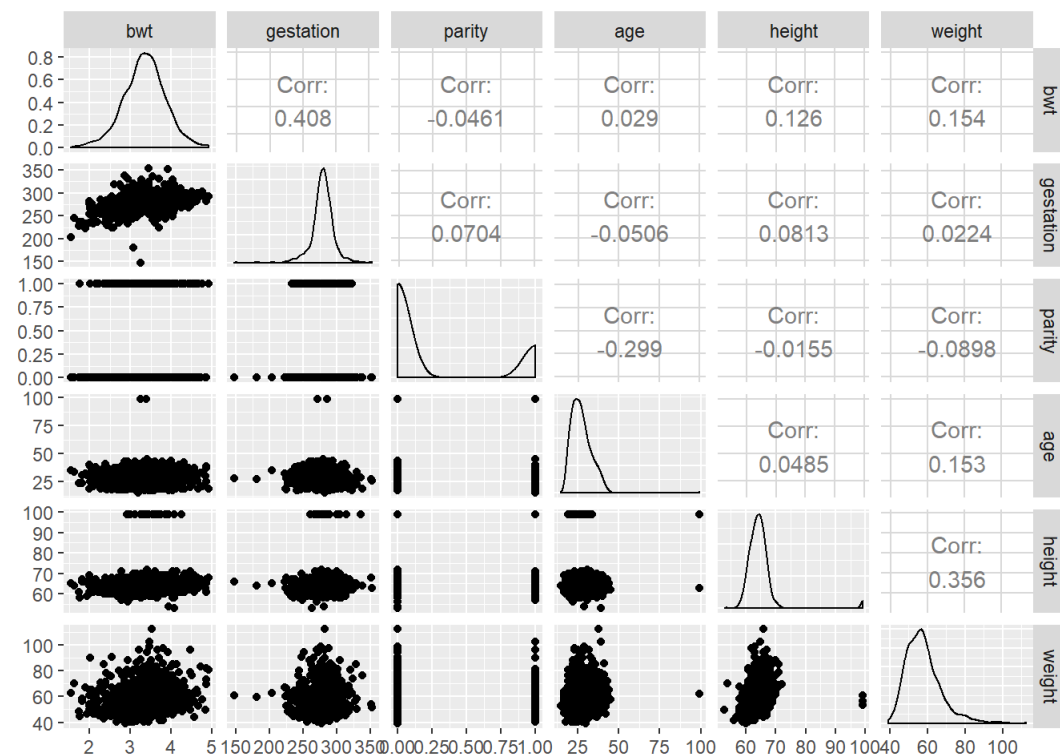 bwt gestation parity age height weight
0.8
0.6
0.4
0.2
0.0
Corr:
0.408
Corr:
-0.0461
Corr:
0.029
Corr:
0.126
Corr:
0.154
bwt
350
300
250
200
150
Corr:
0.0704
Corr:
-0.0506
Corr:
0.0813
Corr:
0.0224
gestation
1.00
0.75
0.50
0.25
0.00
Corr:
-0.299
Corr:
-0.0155
Corr:
-0.0898
parity
100
75
50
25
Corr:
0.0485
Corr:
0.153
age
100
90
80
70
60
Corr:
0.356
height
100
80
60
40
weight
2 3 4 5 150 200 250 300 350 0.00 0.25 0.50 0.75 1.00 25 50 75 100 60 70 80 90 100 40 60 80 100